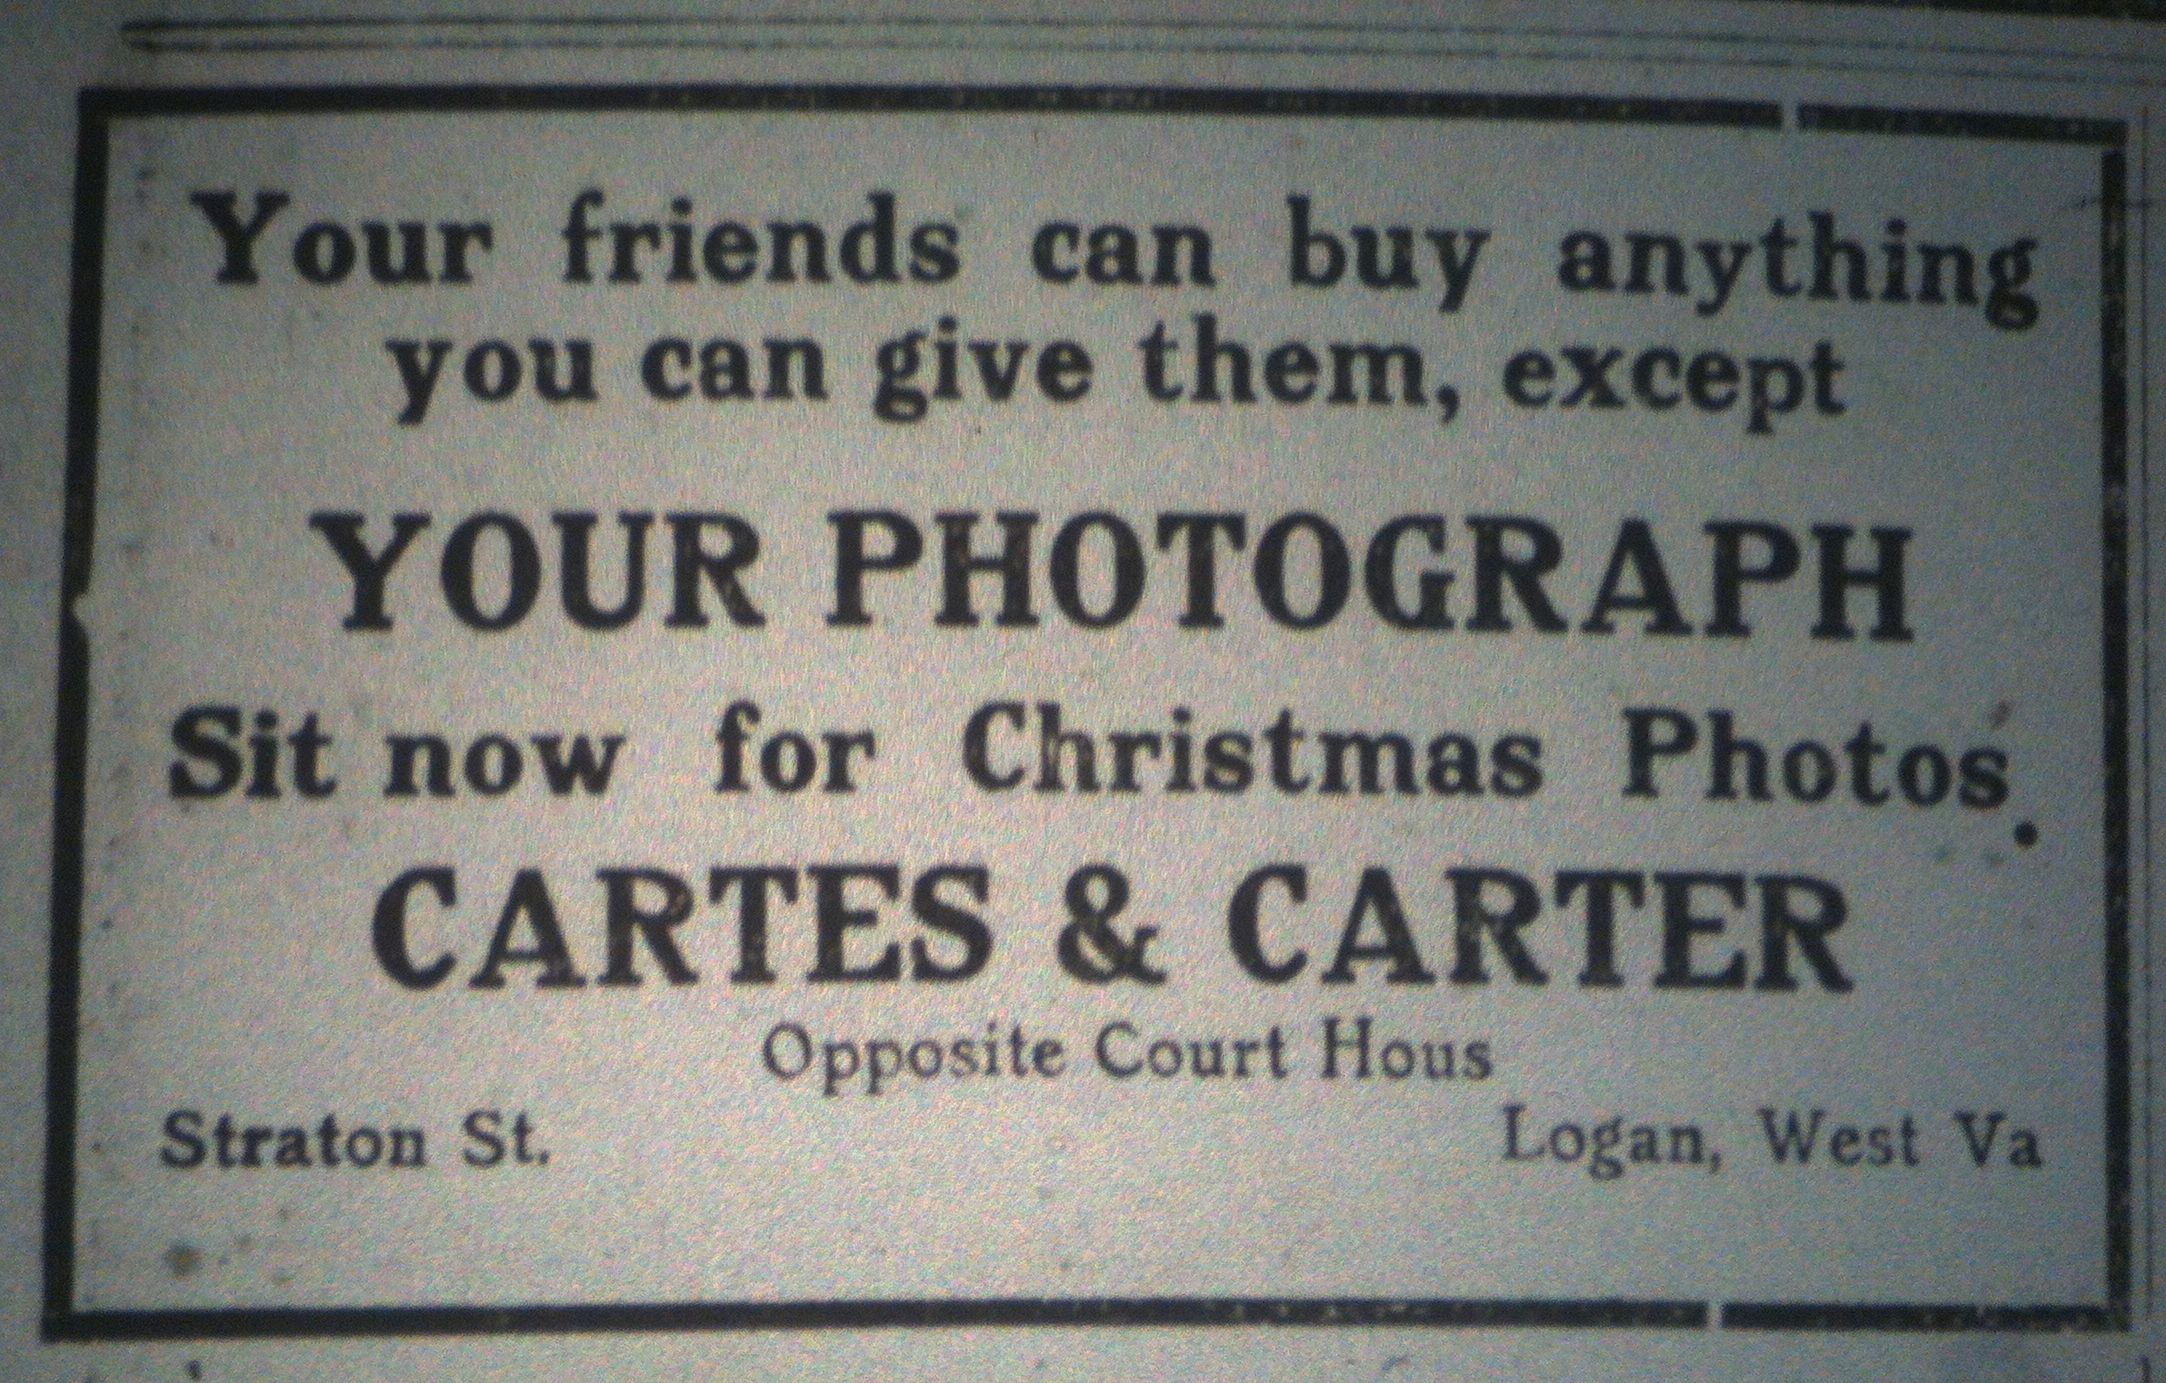 Your friends can buy anything
you can give them, except
YOUR PHOTOGRAPH
Sit now for Christmas Photos.
CARTES & CARTER
Opposite Court Hous
Straton St.
Logan, West Va